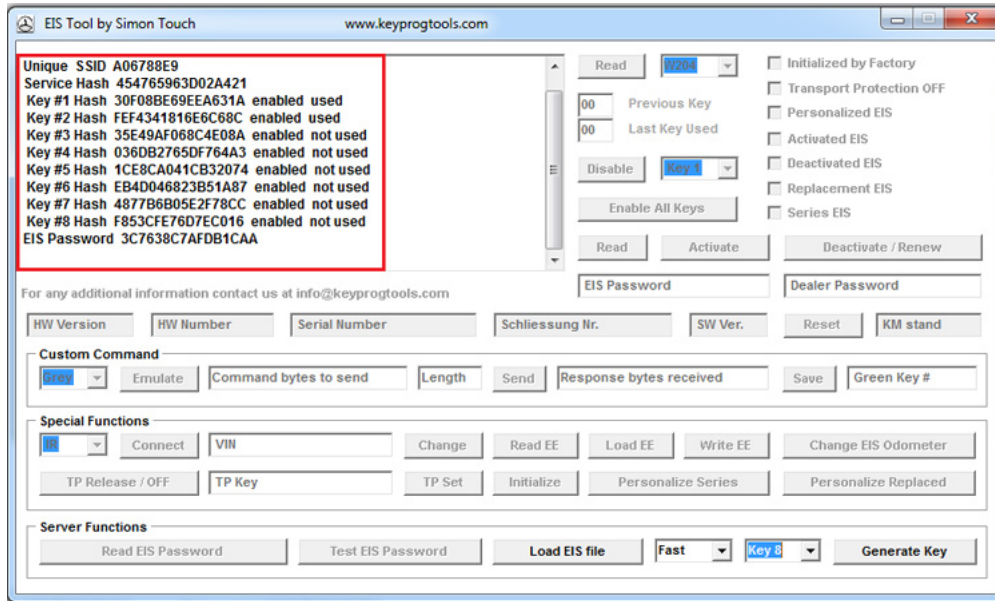 EIS Tool by Simon Touch www.keyprogtools.com
Unique SSID A06788E9
Service Hash 454765963D02A421
Key #1 Hash 30F08BE69EEA631A enabled used
Key #2 Hash FEF4341816E6C68C enabled used
Key #3 Hash 35E49AF068C4E08A enabled not used
Key #4 Hash 036DB2765DF764A3 enabled not used
Key #5 Hash 1CE8CA041CB32074 enabled not used
Key #6 Hash EB4D046823B51A87 enabled not used
Key #7 Hash 4877B6B05E2F78CC enabled not used
Key #8 Hash F853CFE76D7EC016 enabled not used
EIS Password 3C7638C7AFDB1CAA
Read W204
00 Previous Key
00 Last Key Used
Disable Key 1
Enable All Keys
Initialized by Factory
Transport Protection OFF
Personalized EIS
Activated EIS
Deactivated EIS
Replacement EIS
Series EIS
Read Activate Deactivate / Renew
For any additional information contact us at info@keyprogtools.com
EIS Password Dealer Password
HW Version HW Number Serial Number Schliessung Nr. SW Ver. Reset KM stand
Custom Command
Grey Emulate Command bytes to send Length Send Response bytes received Save Green Key #
Special Functions
IR Connect VIN Change Read EE Load EE Write EE Change EIS Odometer
TP Release / OFF TP Key TP Set Initialize Personalize Series Personalize Replaced
Server Functions
Read EIS Password Test EIS Password Load EIS file Fast Key 8 Generate Key